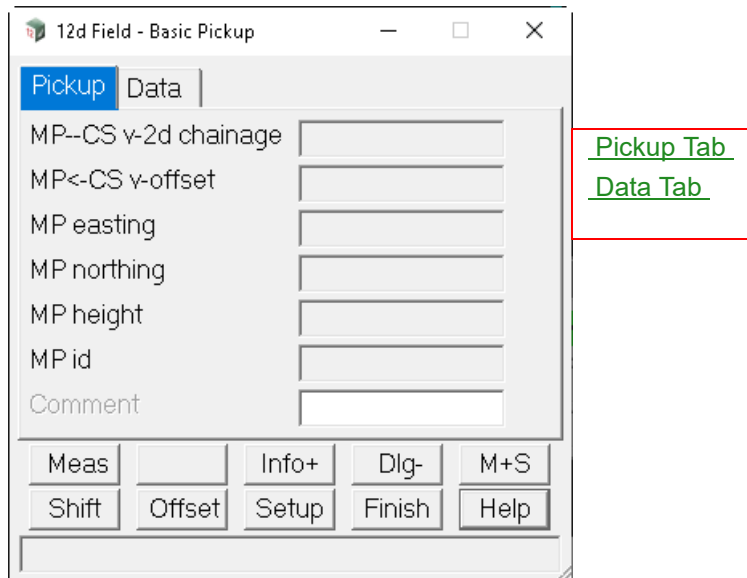 12d Field - Basic Pickup
Pickup Data
MP--CS v-2d chainage
MP<-CS v-offset
MP easting
MP northing
MP height
MP id
Comment
Meas Info+ Dlg- M+S
Shift Offset Setup Finish Help
Pickup Tab
Data Tab